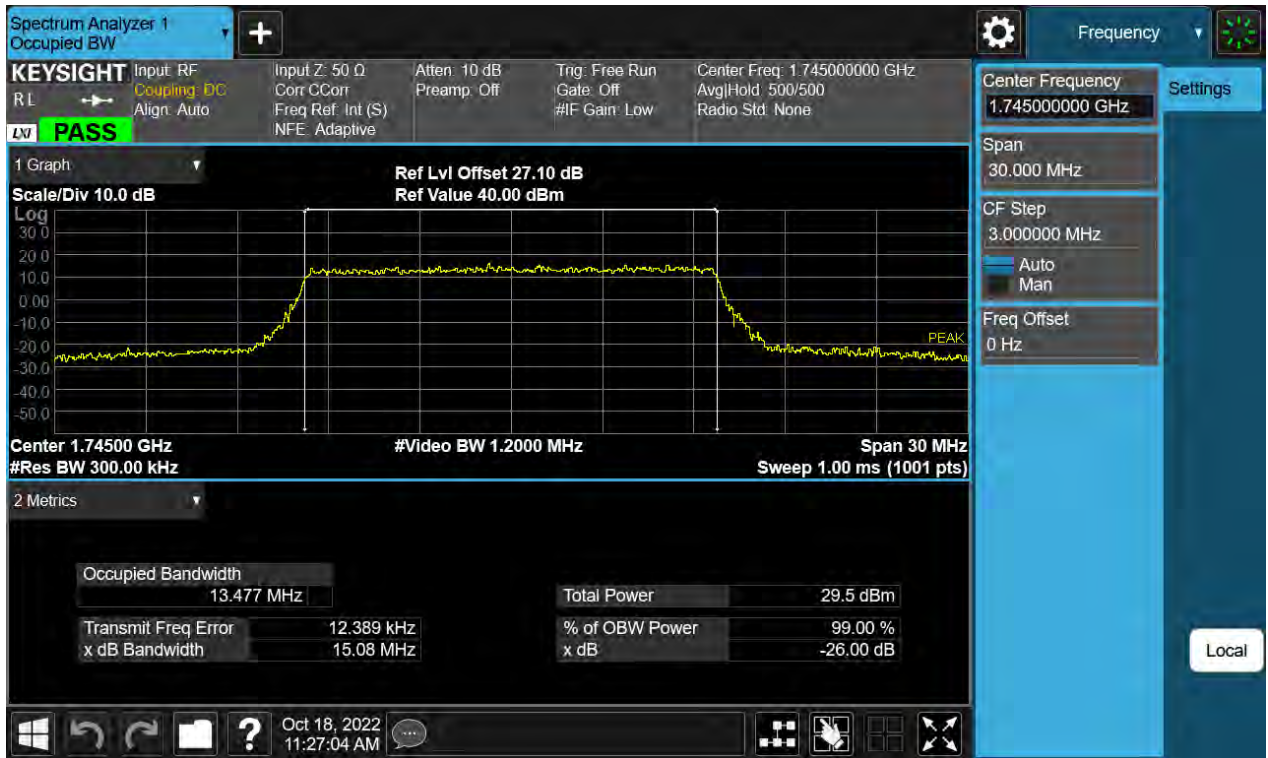 Spectrum Analyzer 1
Occupied BW
Frequency
KEYSIGHT
RL
LXI PASS
Input: RF
Coupling: DC
Align: Auto
Input Z: 50 Ω
Corr CCorr
Freq Ref: Int (S)
NFE: Adaptive
Atten: 10 dB
Preamp: Off
Trig: Free Run
Gate: Off
#IF Gain: Low
Center Freq: 1.745000000 GHz
Avg|Hold: 500/500
Radio Std: None
1 Graph
Scale/Div 10.0 dB
Ref Lvl Offset 27.10 dB
Ref Value 40.00 dBm
Log
30.0
20.0
10.0
0.00
-10.0
-20.0
-30.0
-40.0
-50.0
PEAK
Center 1.74500 GHz
#Video BW 1.2000 MHz
Span 30 MHz
#Res BW 300.00 kHz
Sweep 1.00 ms (1001 pts)
2 Metrics
Occupied Bandwidth
13.477 MHz
Transmit Freq Error 12.389 kHz
x dB Bandwidth 15.08 MHz
Total Power 29.5 dBm
% of OBW Power 99.00 %
x dB -26.00 dB
Center Frequency
1.745000000 GHz
Span
30.000 MHz
CF Step
3.000000 MHz
Auto
Man
Freq Offset
0 Hz
Settings
Local
?
Oct 18, 2022
11:27:04 AM